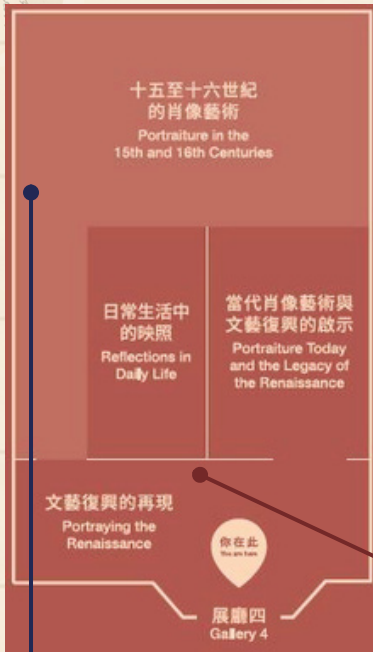 十五至十六世紀
的肖像藝術
Portraiture in the
15th and 16th Centuries
日常生活中
的映照
Reflections in
Daily Life
當代肖像藝術與
文藝復興的啟示
Portraiture Today
and the Legacy of
the Renaissance
文藝復興的再現
Portraying the
Renaissance
你在此
You are here
展廳四
Gallery 4